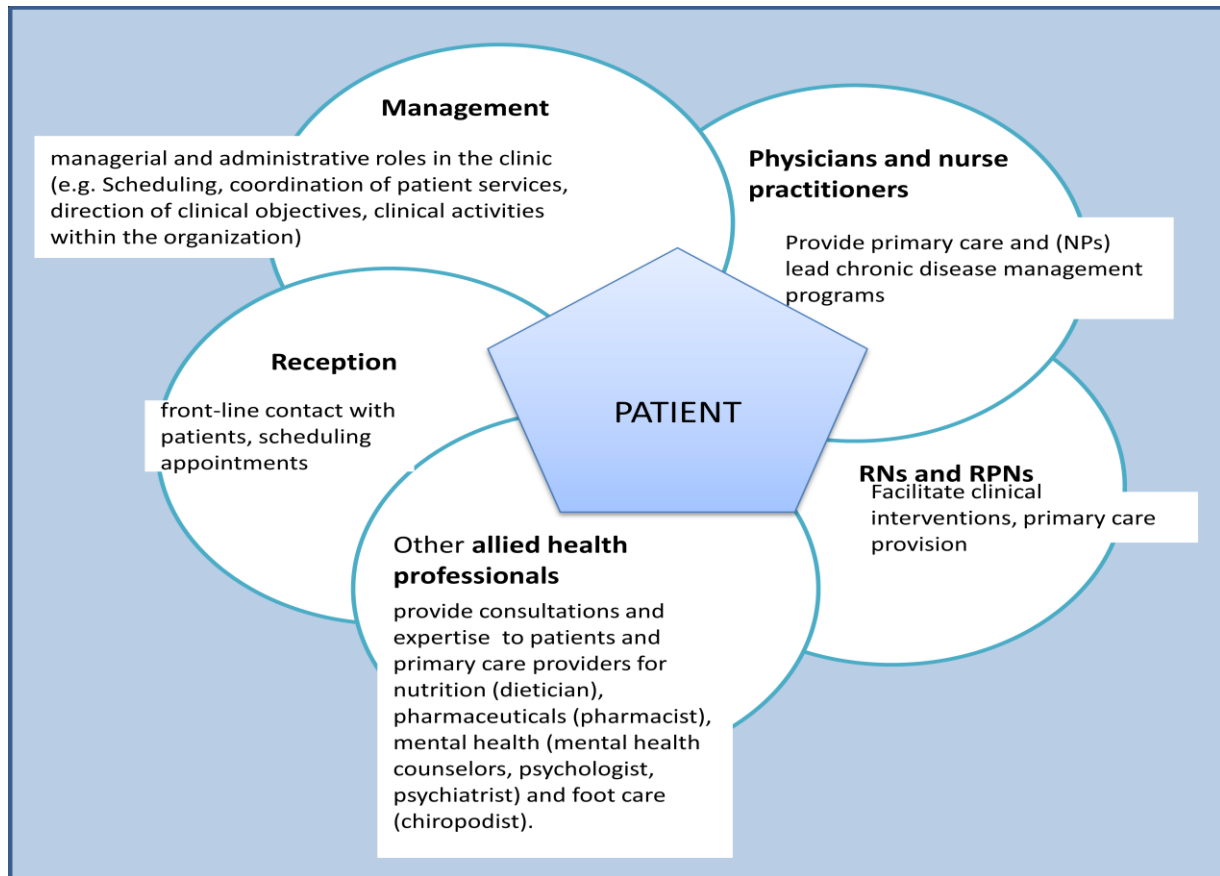 Management
managerial and administrative roles in the clinic
(e.g. Scheduling, coordination of patient services,
direction of clinical objectives, clinical activities
within the organization)
Physicians and nurse
practitioners
Provide primary care and (NPs)
lead chronic disease management
programs
Reception
front-line contact with
patients, scheduling
appointments
PATIENT
RNs and RPNs
Facilitate clinical
interventions, primary care
provision
Other allied health
professionals
provide consultations and
expertise to patients and
primary care providers for
nutrition (dietician),
pharmaceuticals (pharmacist),
mental health (mental health
counselors, psychologist,
psychiatrist) and foot care
(chiropodist).